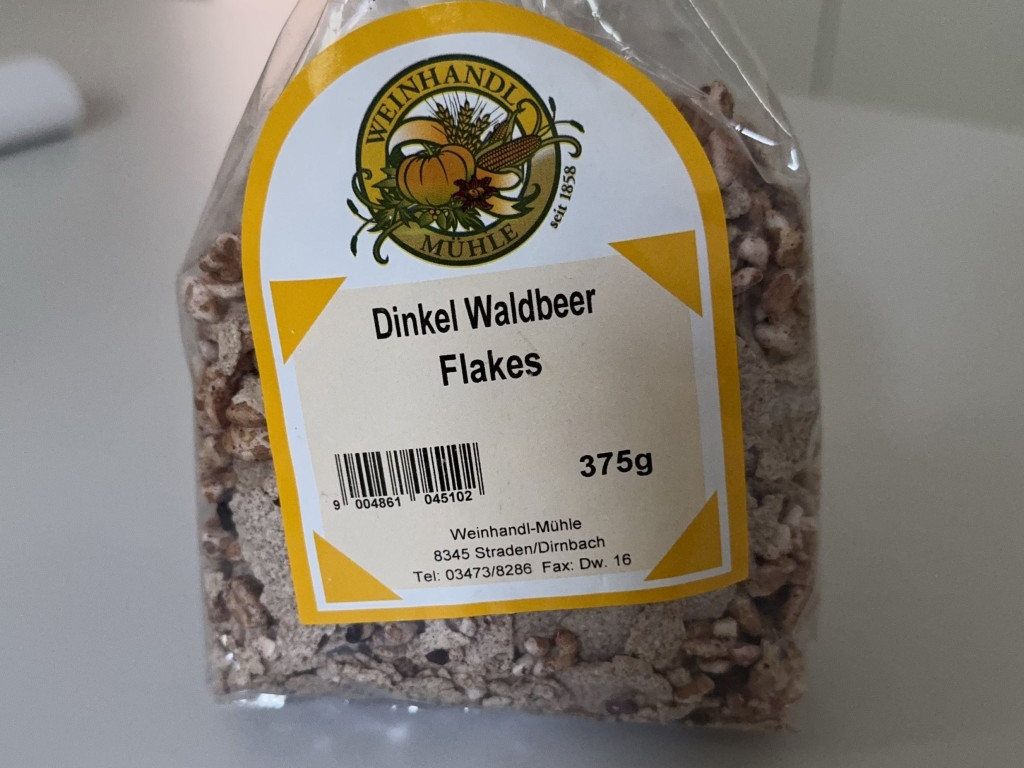 WEINHANDL
MÜHLE
seit 1858
Dinkel Waldbeer
Flakes
375g
9 004861 045102
Weinhandl-Mühle
8345 Straden/Dirnbach
Tel: 03473/8286 Fax: Dw. 16